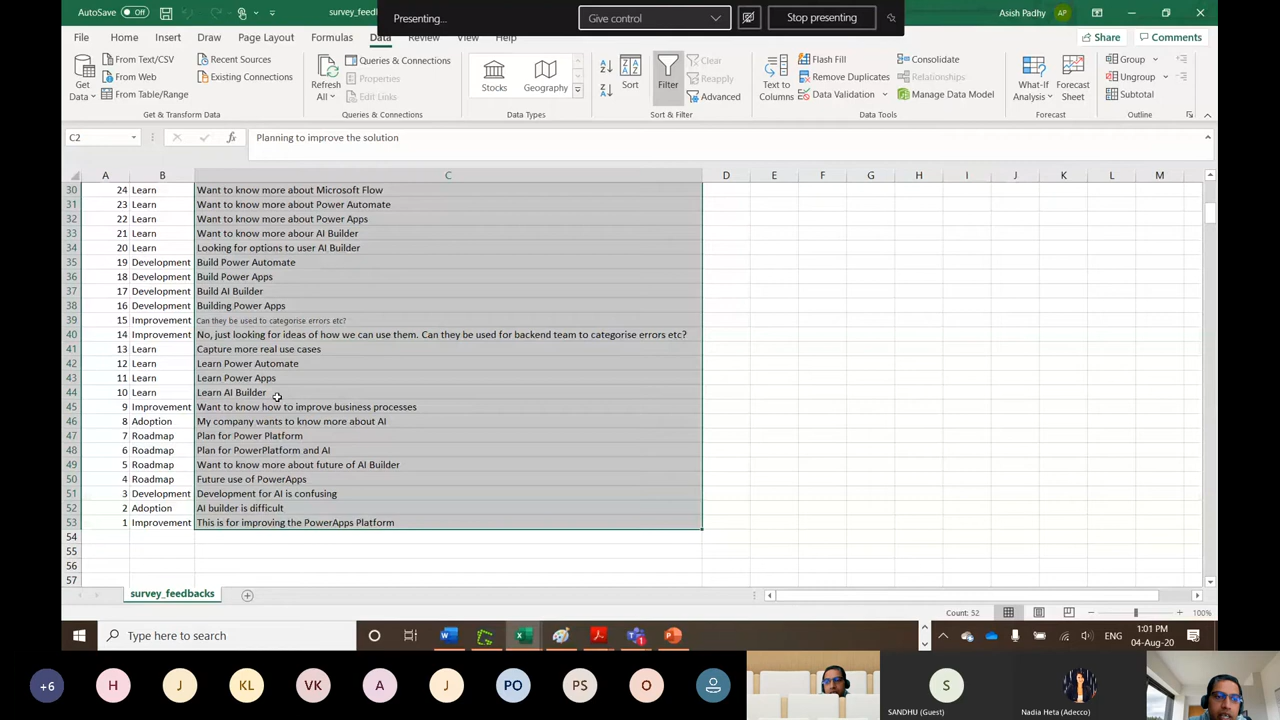 AutoSave Off
survey_feed
Presenting...
Give control
Stop presenting
Asish Padhy
AP
File Home Insert Draw Page Layout Formulas Data Review View Help
Share
Comments
Get Data
From Text/CSV
From Web
From Table/Range
Recent Sources
Existing Connections
Get & Transform Data
Refresh All
Queries & Connections
Properties
Edit Links
Queries & Connections
Stocks
Geography
Data Types
Sort
Filter
Clear
Reapply
Advanced
Sort & Filter
Text to Columns
Flash Fill
Remove Duplicates
Data Validation
Consolidate
Relationships
Manage Data Model
Data Tools
What-If Analysis
Forecast Sheet
Forecast
Group
Ungroup
Subtotal
Outline
C2
fx
Planning to improve the solution
A B C D E F G H I J K L M
30 24 Learn Want to know more about Microsoft Flow
31 23 Learn Want to know more about Power Automate
32 22 Learn Want to know more about Power Apps
33 21 Learn Want to know more abour AI Builder
34 20 Learn Looking for options to user AI Builder
35 19 Development Build Power Automate
36 18 Development Build Power Apps
37 17 Development Build AI Builder
38 16 Development Building Power Apps
39 15 Improvement Can they be used to categorise errors etc?
40 14 Improvement No, just looking for ideas of how we can use them. Can they be used for backend team to categorise errors etc?
41 13 Learn Capture more real use cases
42 12 Learn Learn Power Automate
43 11 Learn Learn Power Apps
44 10 Learn Learn AI Builder
45 9 Improvement Want to know how to improve business processes
46 8 Adoption My company wants to know more about AI
47 7 Roadmap Plan for Power Platform
48 6 Roadmap Plan for PowerPlatform and AI
49 5 Roadmap Want to know more about future of AI Builder
50 4 Roadmap Future use of PowerApps
51 3 Development Development for AI is confusing
52 2 Adoption AI builder is difficult
53 1 Improvement This is for improving the PowerApps Platform
54
55
56
57
survey_feedbacks
Count: 52
100%
Type here to search
ENG
1:01 PM
04-Aug-20
+6 H J KL VK A J PO PS O S
SANDHU (Guest)
Nadia Heta (Adecco)